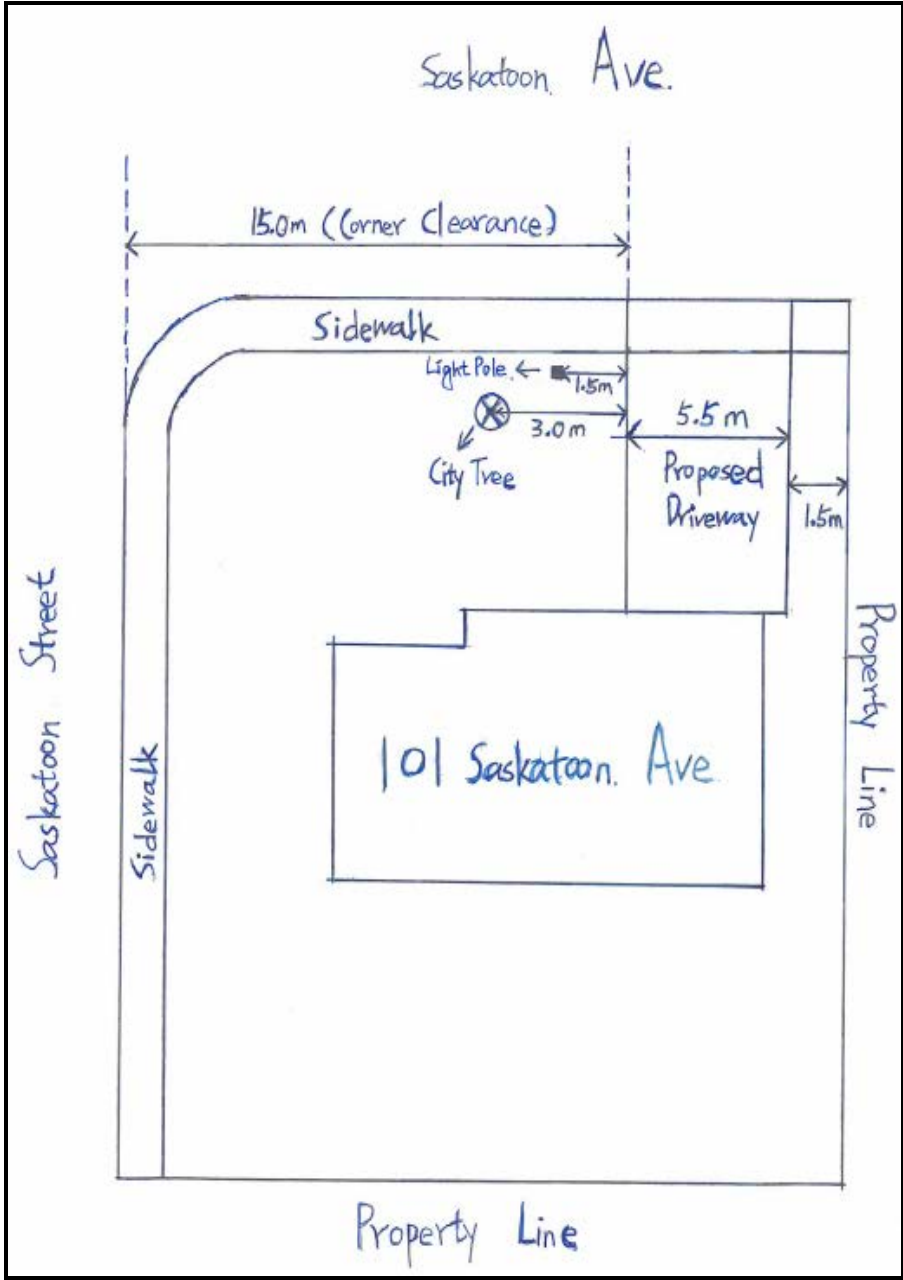 Saskatoon Ave.
15.0m (Corner Clearance)
Sidewalk
Light Pole
1.5m
3.0m
City Tree
5.5 m
Proposed
Driveway
1.5m
Saskatoon Street
Sidewalk
101 Saskatoon. Ave
Property Line
Property Line